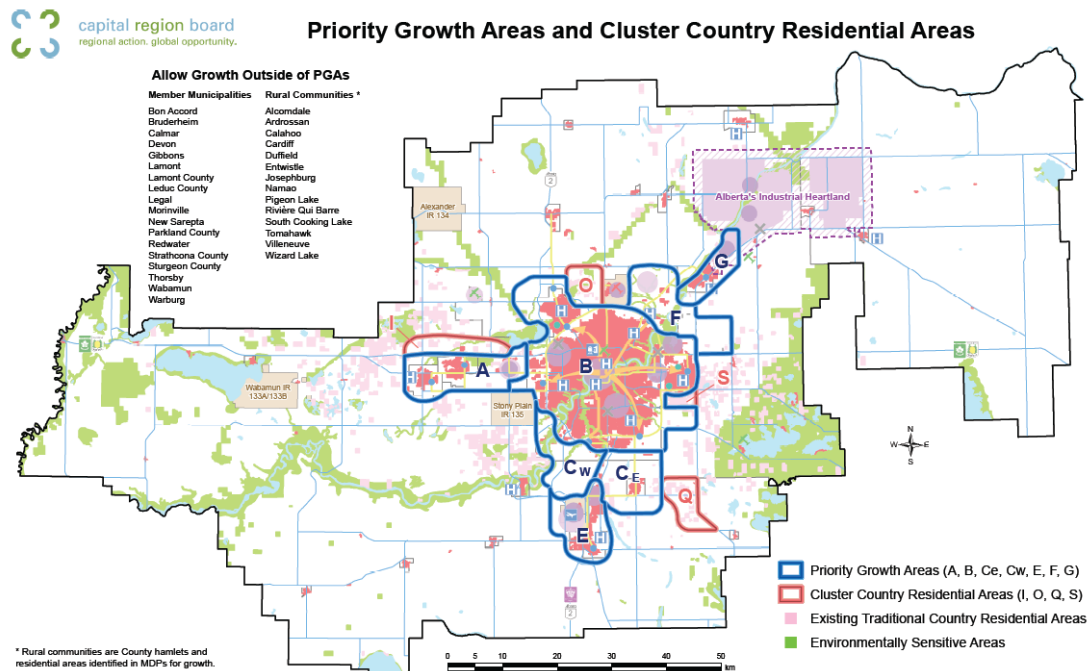 capital region board
regional action. global opportunity.
Priority Growth Areas and Cluster Country Residential Areas
Allow Growth Outside of PGAs
Member Municipalities
Bon Accord
Bruderheim
Calmar
Devon
Gibbons
Lamont
Lamont County
Leduc County
Legal
Morinville
New Sarepta
Parkland County
Redwater
Strathcona County
Sturgeon County
Thorsby
Wabamun
Warburg
Rural Communities *
Alcomdale
Ardrossan
Calahoo
Cardiff
Duffield
Entwistle
Josephburg
Namao
Pigeon Lake
Rivière Qui Barre
South Cooking Lake
Tomahawk
Villeneuve
Wizard Lake
H
2
Alexander
IR 134
Alberta's Industrial Heartland
H
G
O
F
I
H
H
H
A
H
B
H
H
H
H
H
S
Wabamun IR
133A/133B
Stony Plain
IR 135
H
N
W E
S
Cw
CE
H
Q
E
H
2
Priority Growth Areas (A, B, Ce, Cw, E, F, G)
Cluster Country Residential Areas (I, O, Q, S)
Existing Traditional Country Residential Areas
Environmentally Sensitive Areas
* Rural communities are County hamlets and
residential areas identified in MDPs for growth.
0 10 20 30 40 50
km